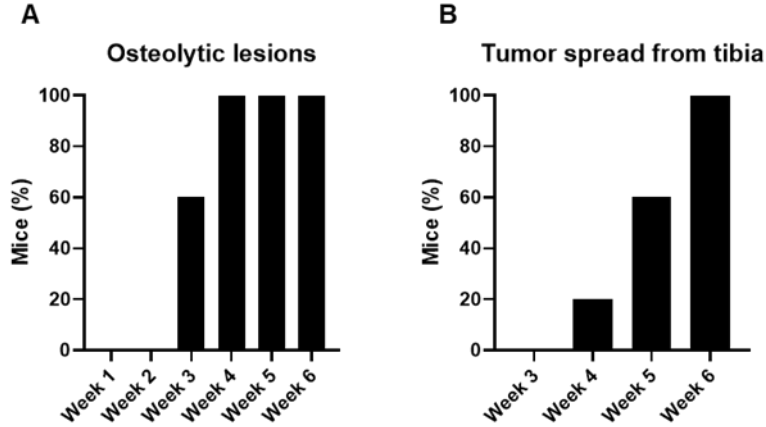 A
Osteolytic lesions
Mice (%)
100
80
60
40
20
0
Week 1
Week 2
Week 3
Week 4
Week 5
Week 6
B
Tumor spread from tibia
Mice (%)
100
80
60
40
20
0
Week 3
Week 4
Week 5
Week 6